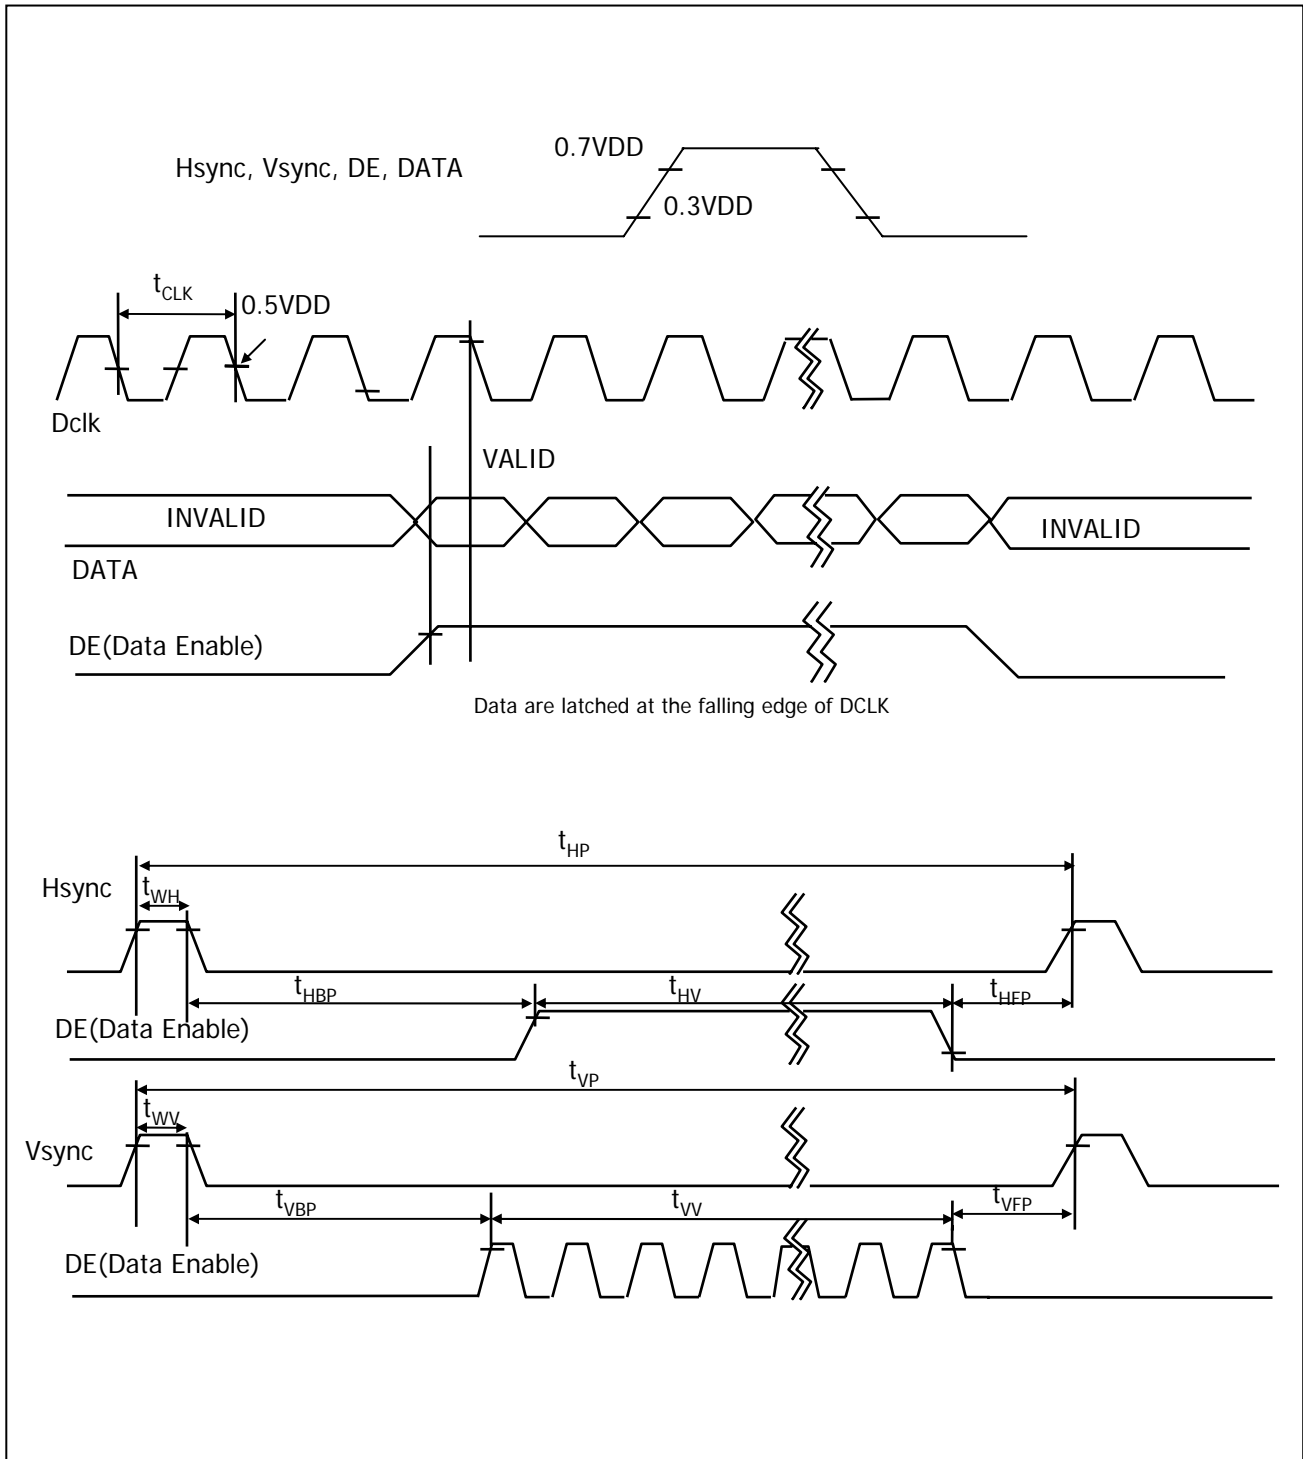 0.7VDD
Hsync, Vsync, DE, DATA
0.3VDD
tCLK
0.5VDD
Dclk
VALID
INVALID
INVALID
DATA
DE(Data Enable)
Data are latched at the falling edge of DCLK
tHP
Hsync
tWH
tHBP
tHV
tHFP
DE(Data Enable)
tVP
tWV
Vsync
tVBP
tVV
tVFP
DE(Data Enable)